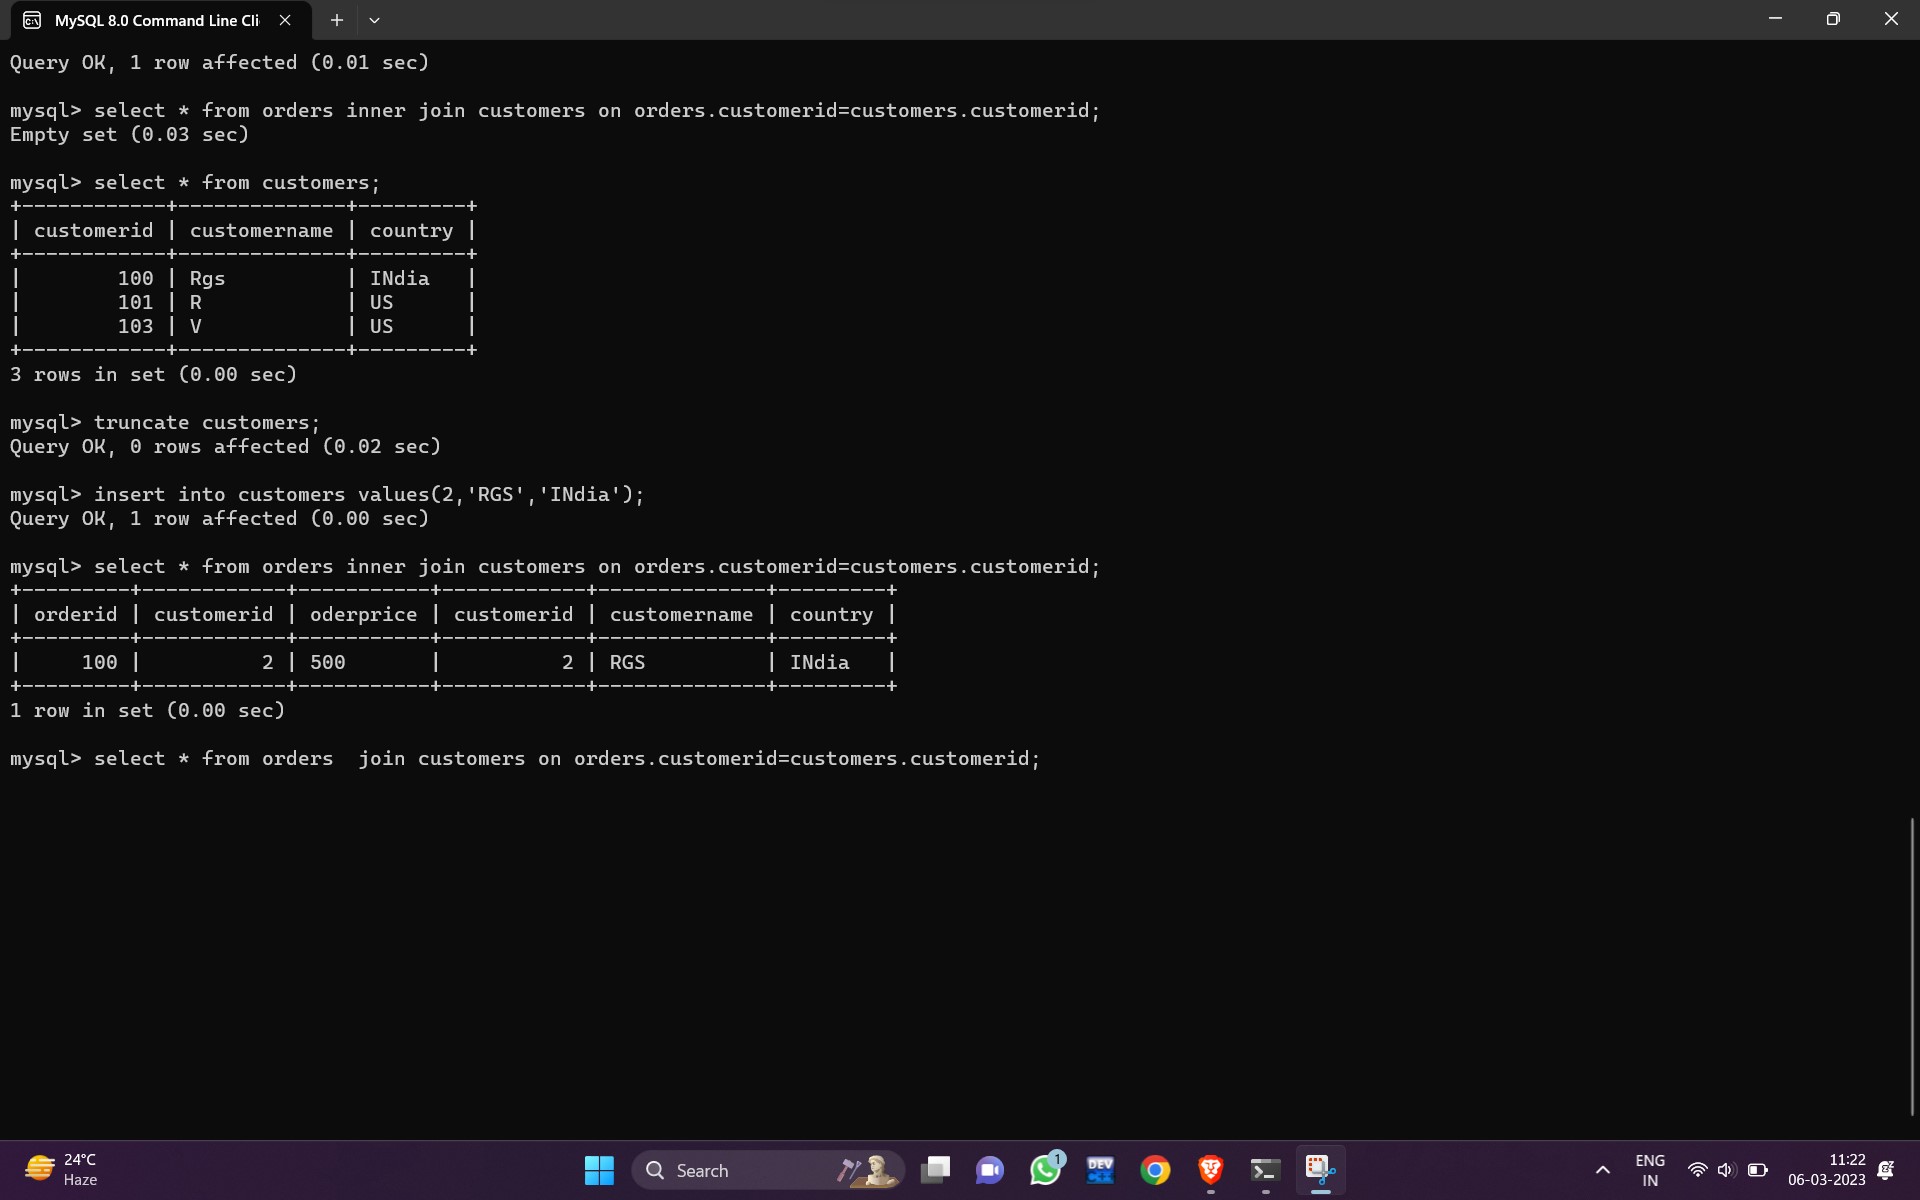 MySQL 8.0 Command Line Cli
Query OK, 1 row affected (0.01 sec)
mysql> select * from orders inner join customers on orders.customerid=customers.customerid;
Empty set (0.03 sec)
mysql> select * from customers;
+------------+--------------+---------+
| customerid | customername | country |
+------------+--------------+---------+
|        100 | Rgs          | INdia   |
|        101 | R            | US      |
|        103 | V            | US      |
+------------+--------------+---------+
3 rows in set (0.00 sec)
mysql> truncate customers;
Query OK, 0 rows affected (0.02 sec)
mysql> insert into customers values(2,'RGS','INdia');
Query OK, 1 row affected (0.00 sec)
mysql> select * from orders inner join customers on orders.customerid=customers.customerid;
+---------+------------+-----------+------------+--------------+---------+
| orderid | customerid | oderprice | customerid | customername | country |
+---------+------------+-----------+------------+--------------+---------+
|     100 |          2 | 500       |          2 | RGS          | INdia   |
+---------+------------+-----------+------------+--------------+---------+
1 row in set (0.00 sec)
mysql> select * from orders  join customers on orders.customerid=customers.customerid;
24°C
Haze
Search
1
DEV
C++
ENG
IN
11:22
06-03-2023